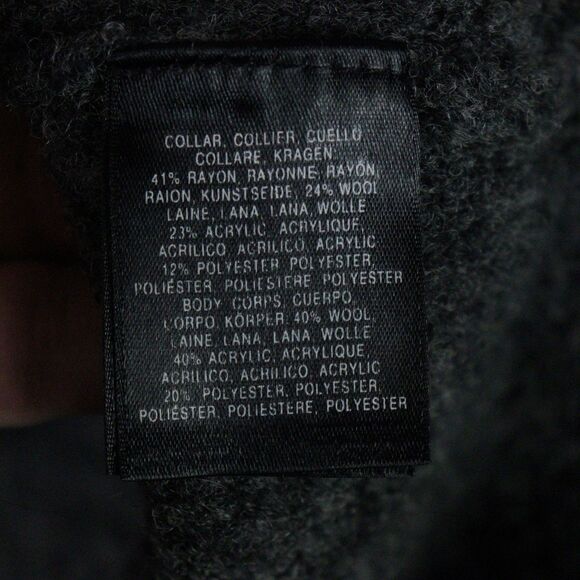 COLLAR, COLLIER, CUELLO
COLLARE, KRAGEN
41% RAYON, RAYONNE, RAYÓN,
RAION, KUNSTSEIDE, 24% WOOL
LAINE, LANA, LANA, WOLLE
23% ACRYLIC, ACRYLIQUE,
ACRILICO, ACRILICO, ACRYLIC
12% POLYESTER, POLYESTER,
POLIÉSTER, POLIESTERE, POLYESTER
BODY, CORPS, CUERPO,
CORPO, KÖRPER, 40% WOOL,
LAINE, LANA, LANA, WOLLE
40% ACRYLIC, ACRYLIQUE,
ACRILICO, ACRILICO, ACRYLIC
20% POLYESTER, POLYESTER,
POLIÉSTER, POLIESTERE, POLYESTER